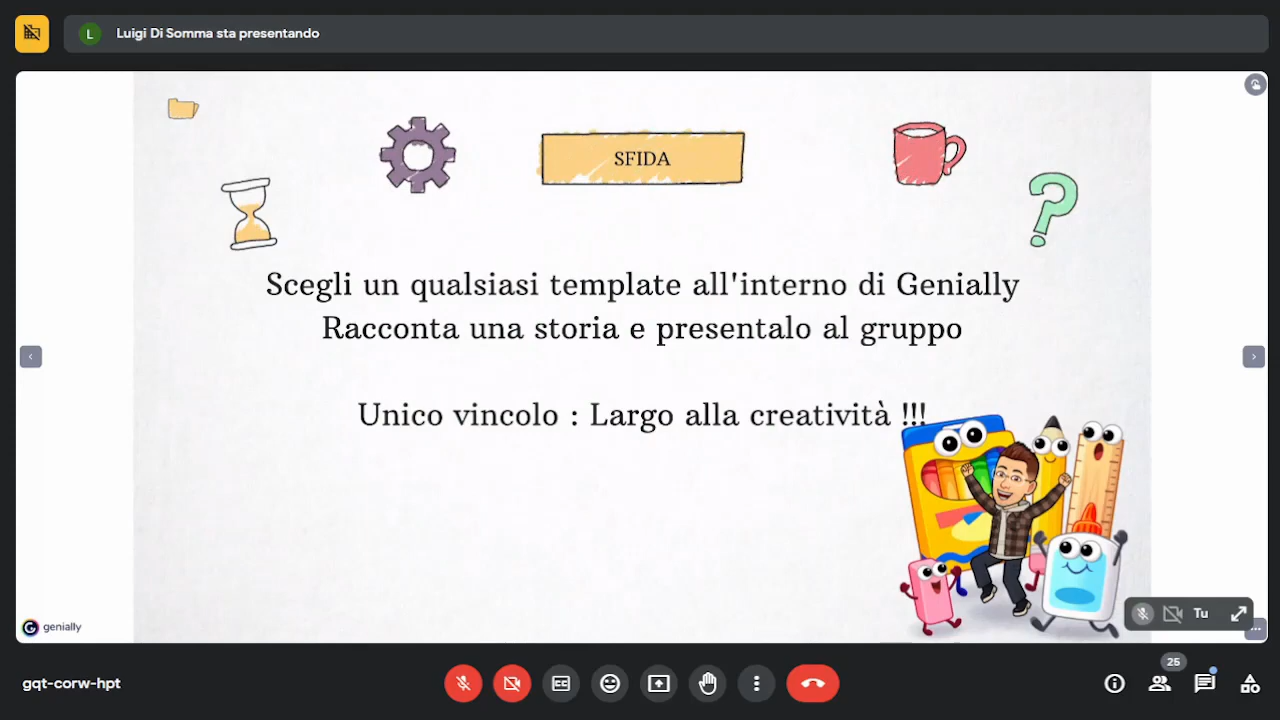 L Luigi Di Somma sta presentando
SFIDA
Scegli un qualsiasi template all'interno di Genially
Racconta una storia e presentalo al gruppo
Unico vincolo : Largo alla creatività !!!
genially
Tu
gqt-corw-hpt
25